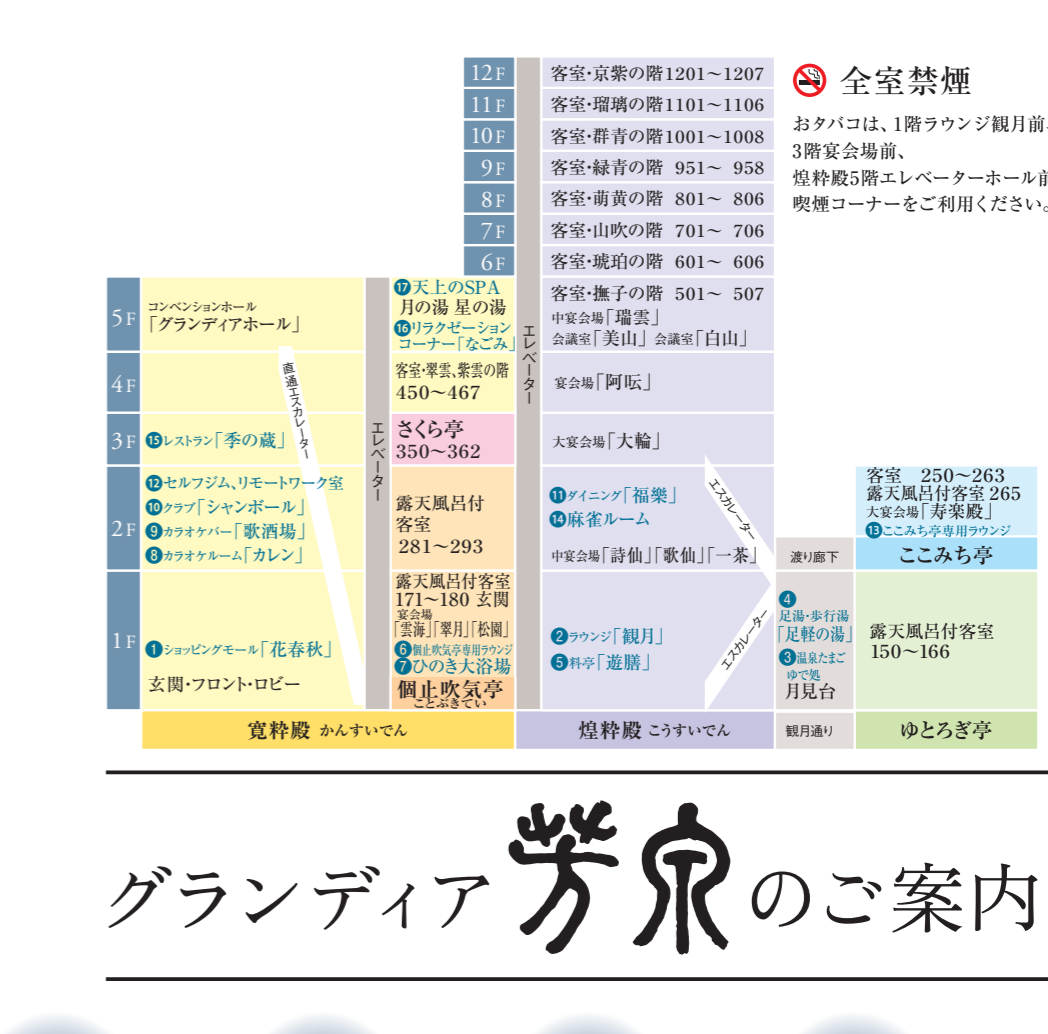 12F 客室・京紫の階1201〜1207
11F 客室・瑠璃の階1101〜1106
10F 客室・群青の階1001〜1008
9F 客室・緑青の階 951〜 958
8F 客室・萌黄の階 801〜 806
7F 客室・山吹の階 701〜 706
6F 客室・琥珀の階 601〜 606
全室禁煙
おタバコは、1階ラウンジ観月前、
3階宴会場前、
煌粋殿5階エレベーターホール前
喫煙コーナーをご利用ください。
5F
コンベンションホール
「グランディアホール」
⑰天上のSPA
月の湯 星の湯
⑯リラクゼーション
コーナー「なごみ」
エレベーター
客室・撫子の階 501〜 507
中宴会場「瑞雲」
会議室「美山」 会議室「白山」
4F
直通エスカレーター
客室・翠雲、紫雲の階
450〜467
宴会場「阿吽」
3F
⑮レストラン「季の蔵」
エレベーター
さくら亭
350〜362
大宴会場「大輪」
2F
⑫セルフジム、リモートワーク室
⑩クラブ「シャンボール」
⑨カラオケバー「歌酒場」
⑧カラオケルーム「カレン」
露天風呂付
客室
281〜293
⑪ダイニング「福樂」
⑭麻雀ルーム
中宴会場「詩仙」「歌仙」「一茶」
エスカレーター
渡り廊下
客室 250〜263
露天風呂付客室 265
大宴会場「寿楽殿」
⑬ここみち亭専用ラウンジ
ここみち亭
1F
①ショッピングモール「花春秋」
玄関・フロント・ロビー
露天風呂付客室
171〜180 玄関
宴会場
「雲海」「翠月」「松園」
⑥個止吹気亭専用ラウンジ
⑦ひのき大浴場
個止吹気亭
ことぶきてい
②ラウンジ「観月」
⑤料亭「遊膳」
エスカレーター
④
足湯・歩行湯
「足軽の湯」
③温泉たまご
ゆで処
月見台
露天風呂付客室
150〜166
寛粋殿 かんすいでん
煌粋殿 こうすいでん
観月通り
ゆとろぎ亭
グランディア芳泉のご案内